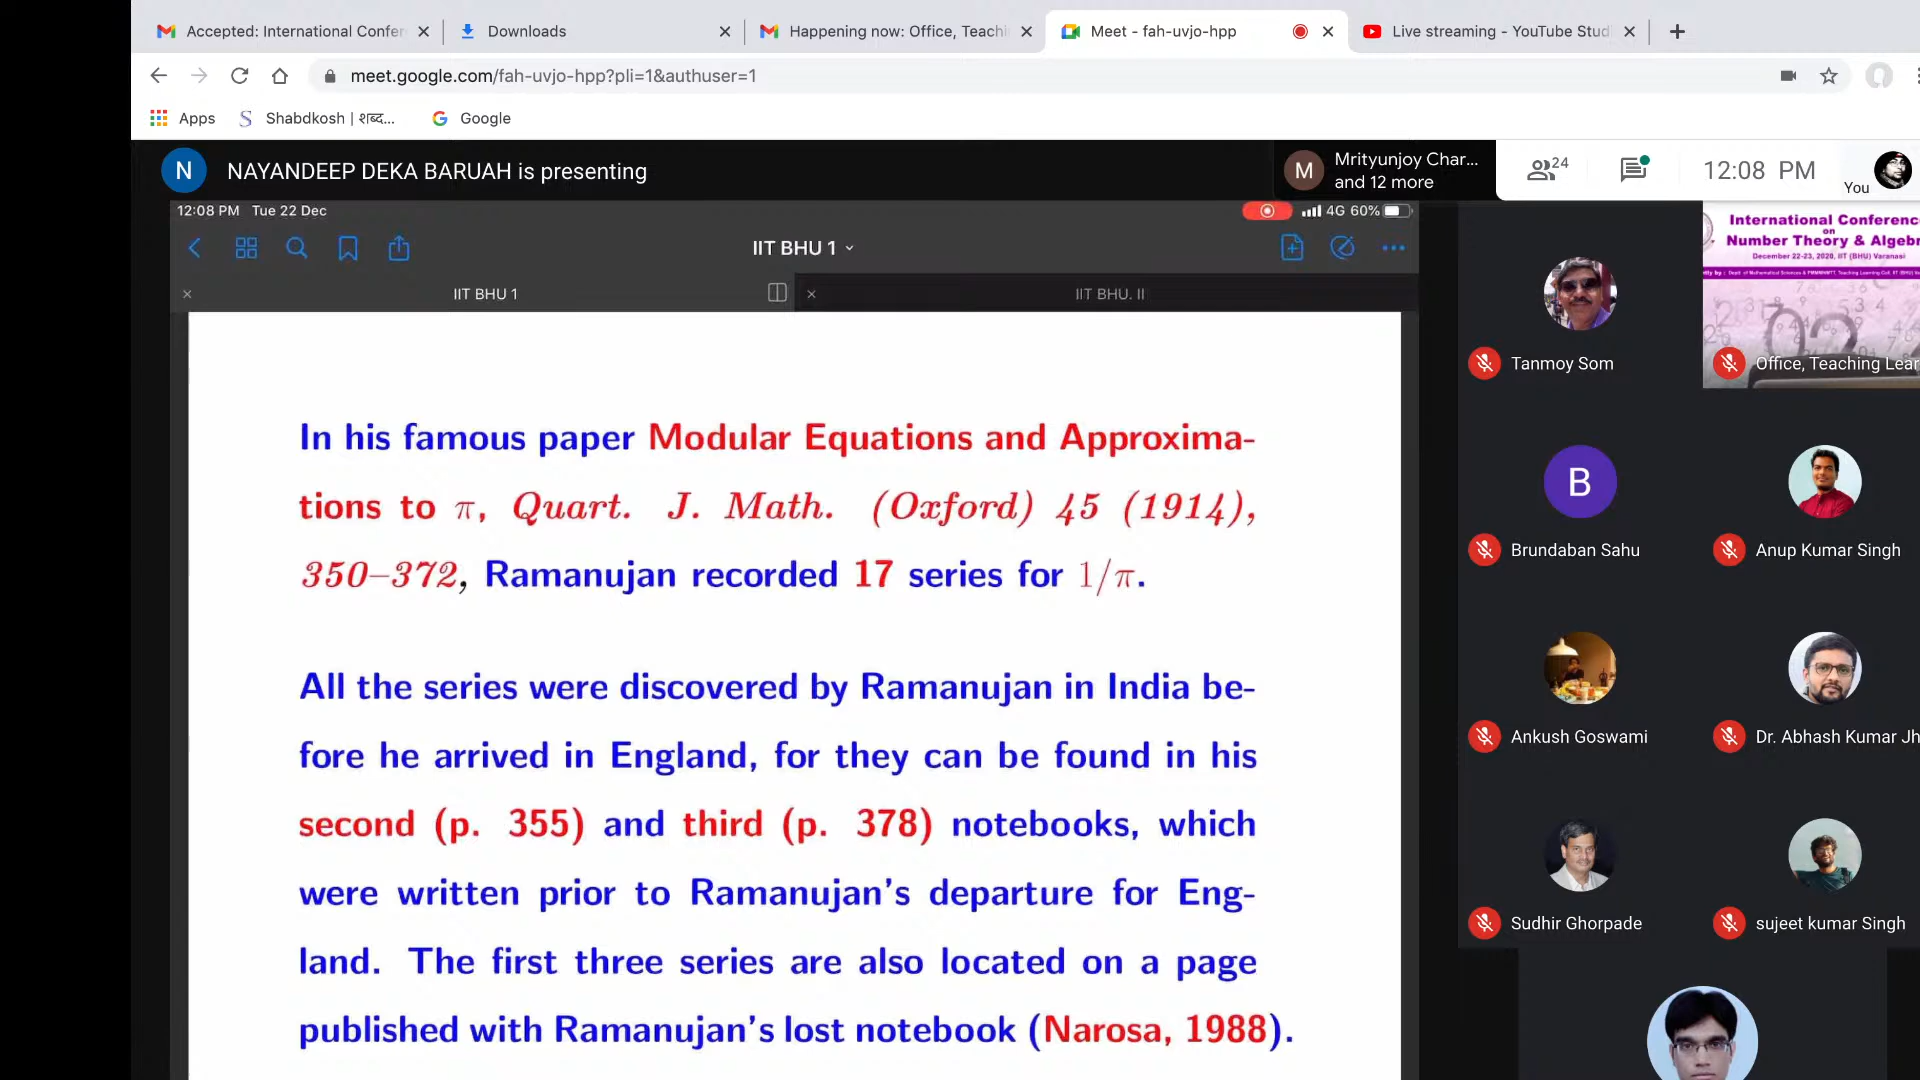 Accepted: International Confer
Downloads
Happening now: Office, Teachi
Meet - fah-uvjo-hpp
Live streaming - YouTube Stud
meet.google.com/fah-uvjo-hpp?pli=1&authuser=1
Apps
Shabdkosh | शब्द...
Google
N
NAYANDEEP DEKA BARUAH is presenting
M
Mrityunjoy Char...
and 12 more
24
12:08 PM
You
12:08 PM Tue 22 Dec
4G 60%
IIT BHU 1
IIT BHU 1
IIT BHU. II
In his famous paper Modular Equations and Approxima-
tions to π, Quart. J. Math. (Oxford) 45 (1914),
350–372, Ramanujan recorded 17 series for 1/π.
All the series were discovered by Ramanujan in India be-
fore he arrived in England, for they can be found in his
second (p. 355) and third (p. 378) notebooks, which
were written prior to Ramanujan's departure for Eng-
land. The first three series are also located on a page
published with Ramanujan's lost notebook (Narosa, 1988).
International Conferenc
on
Number Theory & Algebr
December 22-23, 2020, IIT (BHU) Varanasi
Tanmoy Som
Office, Teaching Lear
B
Brundaban Sahu
Anup Kumar Singh
Ankush Goswami
Dr. Abhash Kumar Jh
Sudhir Ghorpade
sujeet kumar Singh